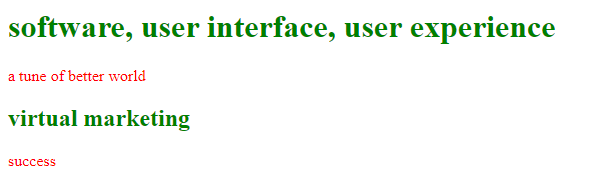 software, user interface, user experience
a tune of better world
virtual marketing
success